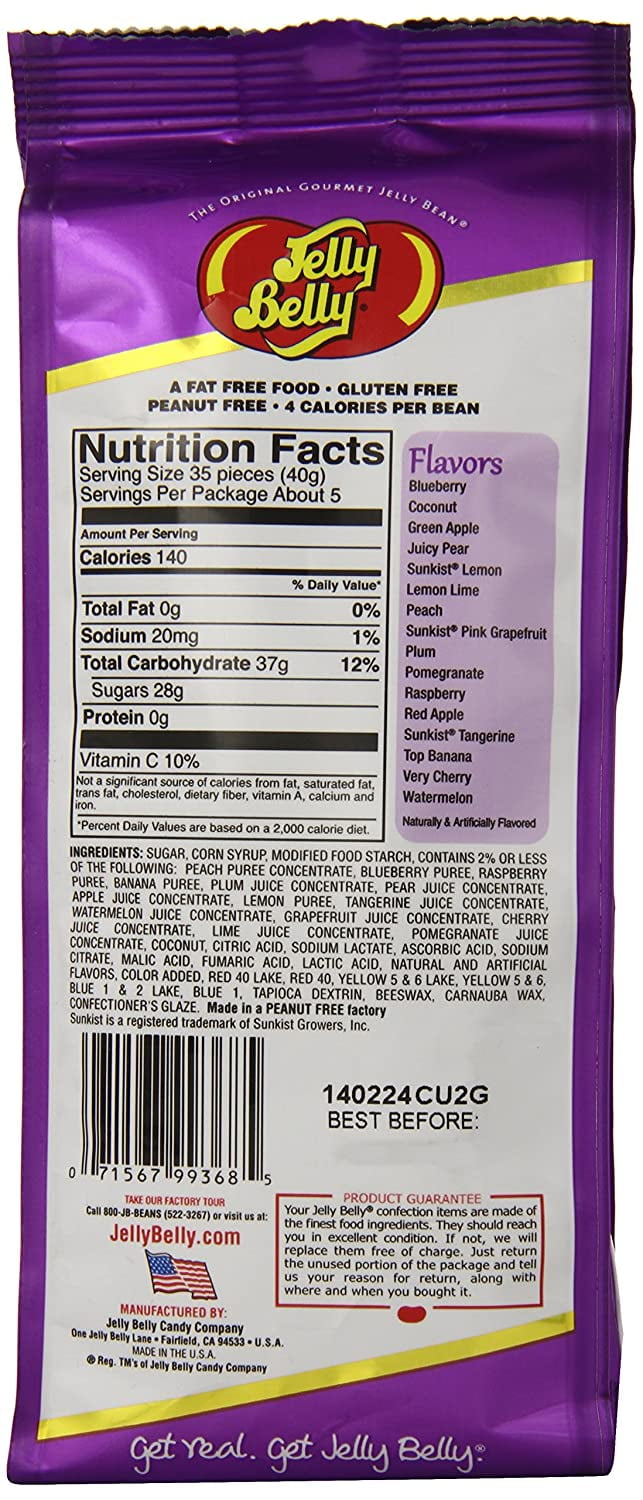 THE ORIGINAL GOURMET JELLY BEAN®
Jelly
Belly®
A FAT FREE FOOD • GLUTEN FREE
PEANUT FREE • 4 CALORIES PER BEAN
Nutrition Facts
Serving Size 35 pieces (40g)
Servings Per Package About 5
Amount Per Serving
Calories 140
% Daily Value*
Total Fat 0g 0%
Sodium 20mg 1%
Total Carbohydrate 37g 12%
Sugars 28g
Protein 0g
Vitamin C 10%
Not a significant source of calories from fat, saturated fat,
trans fat, cholesterol, dietary fiber, vitamin A, calcium and
iron.
*Percent Daily Values are based on a 2,000 calorie diet.
Flavors
Blueberry
Coconut
Green Apple
Juicy Pear
Sunkist® Lemon
Lemon Lime
Peach
Sunkist® Pink Grapefruit
Plum
Pomegranate
Raspberry
Red Apple
Sunkist® Tangerine
Top Banana
Very Cherry
Watermelon
Naturally & Artificially Flavored
INGREDIENTS: SUGAR, CORN SYRUP, MODIFIED FOOD STARCH, CONTAINS 2% OR LESS
OF THE FOLLOWING: PEACH PUREE CONCENTRATE, BLUEBERRY PUREE, RASPBERRY
PUREE, BANANA PUREE, PLUM JUICE CONCENTRATE, PEAR JUICE CONCENTRATE,
APPLE JUICE CONCENTRATE, LEMON PUREE, TANGERINE JUICE CONCENTRATE,
WATERMELON JUICE CONCENTRATE, GRAPEFRUIT JUICE CONCENTRATE, CHERRY
JUICE CONCENTRATE, LIME JUICE CONCENTRATE, POMEGRANATE JUICE
CONCENTRATE, COCONUT, CITRIC ACID, SODIUM LACTATE, ASCORBIC ACID, SODIUM
CITRATE, MALIC ACID, FUMARIC ACID, LACTIC ACID, NATURAL AND ARTIFICIAL
FLAVORS, COLOR ADDED, RED 40 LAKE, RED 40, YELLOW 5 & 6 LAKE, YELLOW 5 & 6,
BLUE 1 & 2 LAKE, BLUE 1, TAPIOCA DEXTRIN, BEESWAX, CARNAUBA WAX,
CONFECTIONER'S GLAZE. Made in a PEANUT FREE factory
Sunkist is a registered trademark of Sunkist Growers, Inc.
140224CU2G
BEST BEFORE:
0 71567 99368 5
TAKE OUR FACTORY TOUR
Call 800-JB-BEANS (522-3267) or visit us at:
JellyBelly.com
MANUFACTURED BY:
Jelly Belly Candy Company
One Jelly Belly Lane • Fairfield, CA 94533 • U.S.A.
MADE IN THE U.S.A.
® Reg. TM's of Jelly Belly Candy Company
PRODUCT GUARANTEE
Your Jelly Belly® confection items are made of
the finest food ingredients. They should reach
you in excellent condition. If not, we will
replace them free of charge. Just return
the unused portion of the package and tell
us your reason for return, along with
where and when you bought it.
Get real. Get Jelly Belly.®